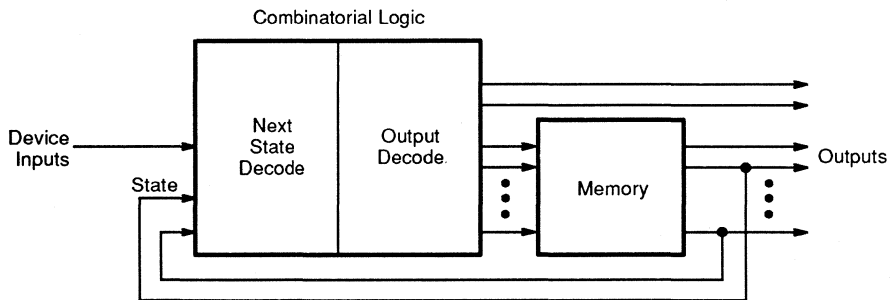 Combinatorial Logic
Device
Inputs
State
Next
State
Decode
Output
Decode.
Memory
Outputs